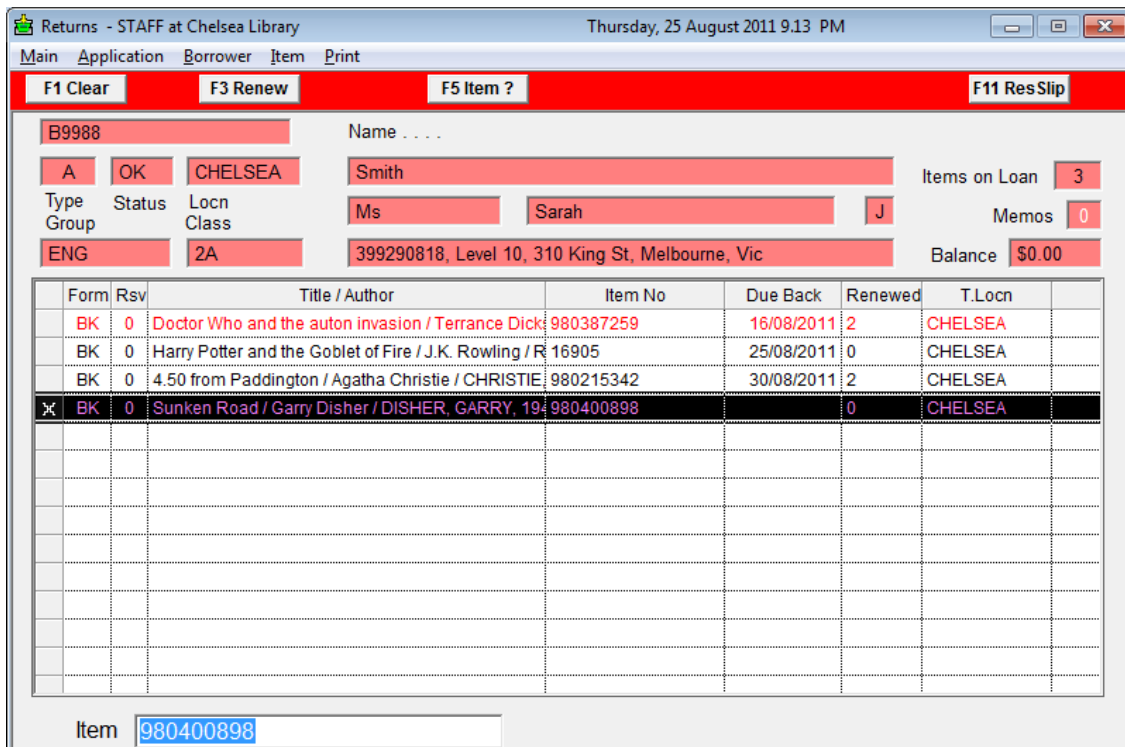 Returns - STAFF at Chelsea Library Thursday, 25 August 2011 9.13 PM
Main Application Borrower Item Print
F1 Clear F3 Renew F5 Item ? F11 ResSlip
B9988 Name . . . .
A OK CHELSEA Smith Items on Loan 3
Type Status Locn
Group Class
Ms Sarah J Memos 0
ENG 2A 399290818, Level 10, 310 King St, Melbourne, Vic Balance $0.00
Form Rsv Title / Author Item No Due Back Renewed T.Locn
BK 0 Doctor Who and the auton invasion / Terrance Dicks 980387259 16/08/2011 2 CHELSEA
BK 0 Harry Potter and the Goblet of Fire / J.K. Rowling / R 16905 25/08/2011 0 CHELSEA
BK 0 4.50 from Paddington / Agatha Christie / CHRISTIE, 980215342 30/08/2011 2 CHELSEA
X BK 0 Sunken Road / Garry Disher / DISHER, GARRY, 194 980400898 0 CHELSEA
Item 980400898